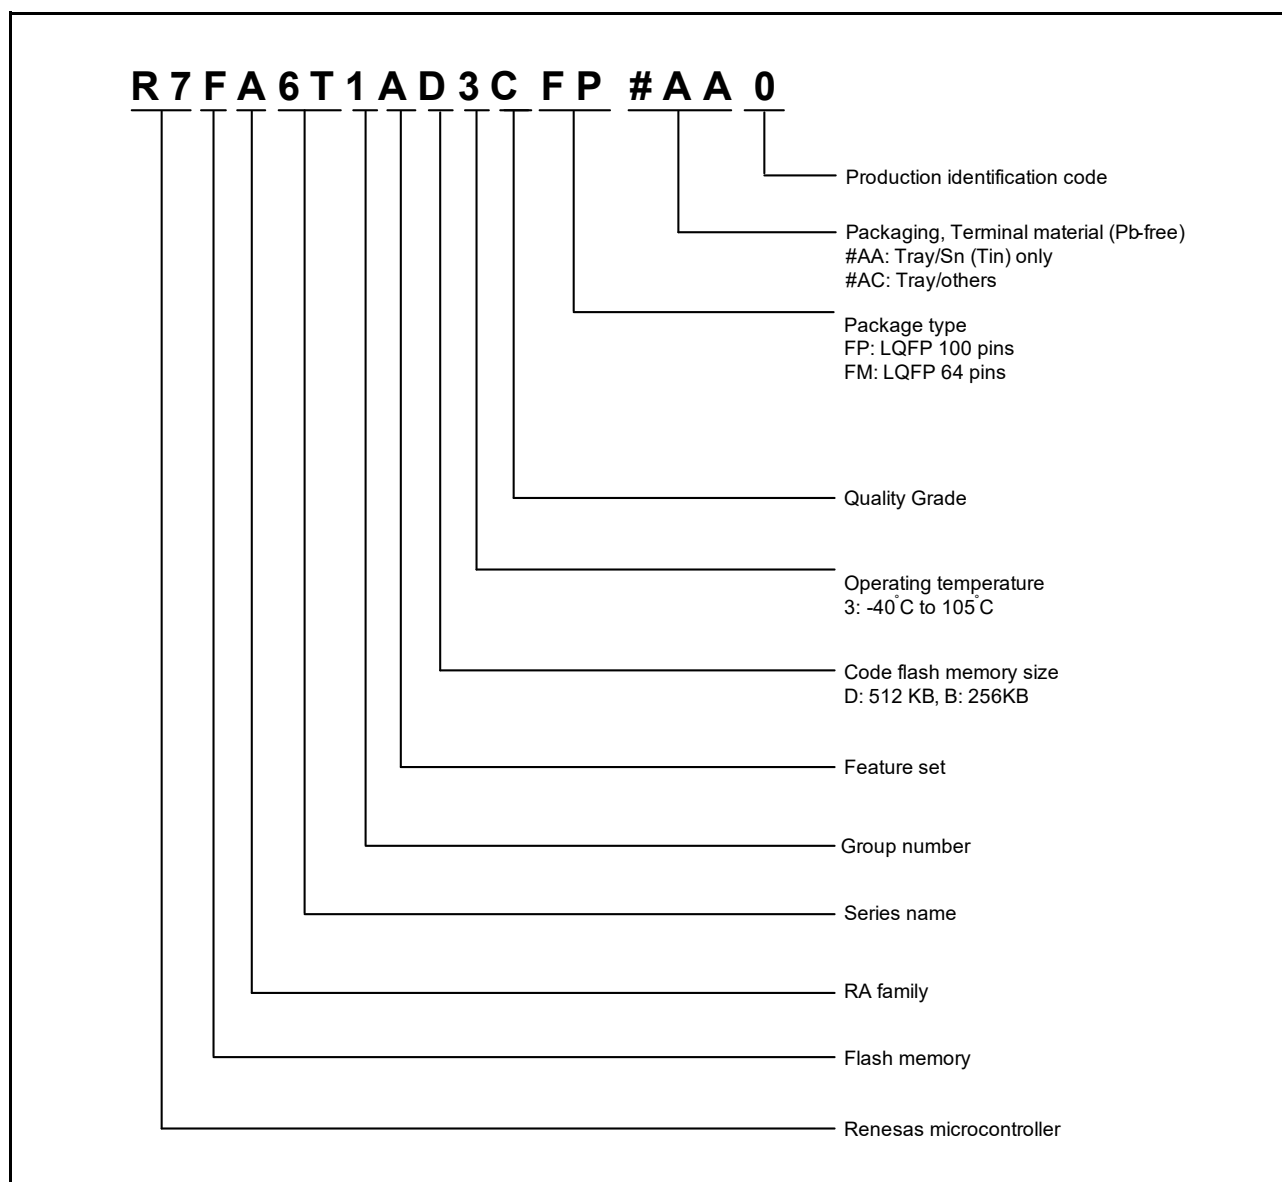 R7FA6T1AD3CFP#AA0
Production identification code
Packaging, Terminal material (Pb-free)
#AA: Tray/Sn (Tin) only
#AC: Tray/others
Package type
FP: LQFP 100 pins
FM: LQFP 64 pins
Quality Grade
Operating temperature
3: -40°C to 105°C
Code flash memory size
D: 512 KB, B: 256KB
Feature set
Group number
Series name
RA family
Flash memory
Renesas microcontroller